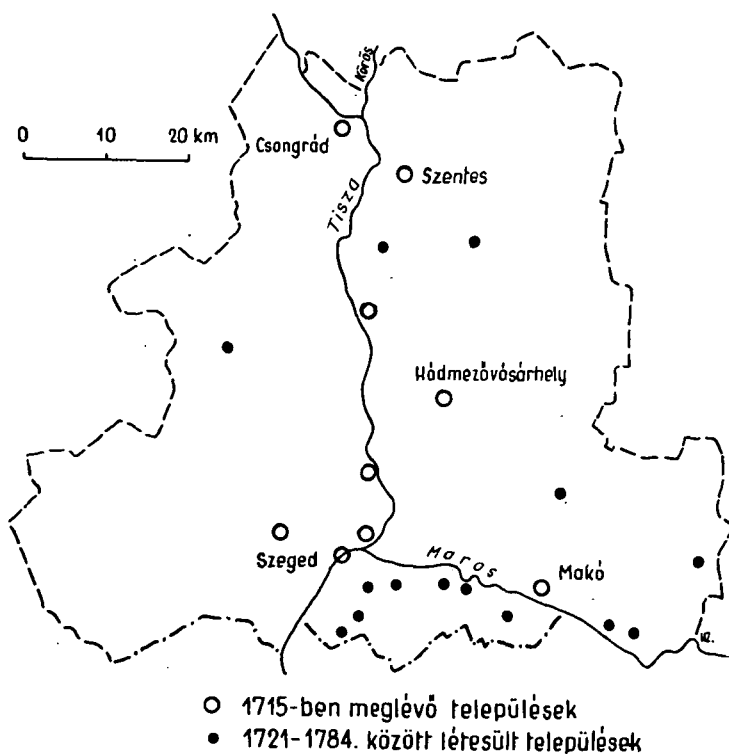 Körös
0 10 20 km
Csongrád
Szentes
Tisza
Hódmezővásárhely
Szeged
Maros
Makó
1715-ben meglévő települések
1721-1784. között létesült települések